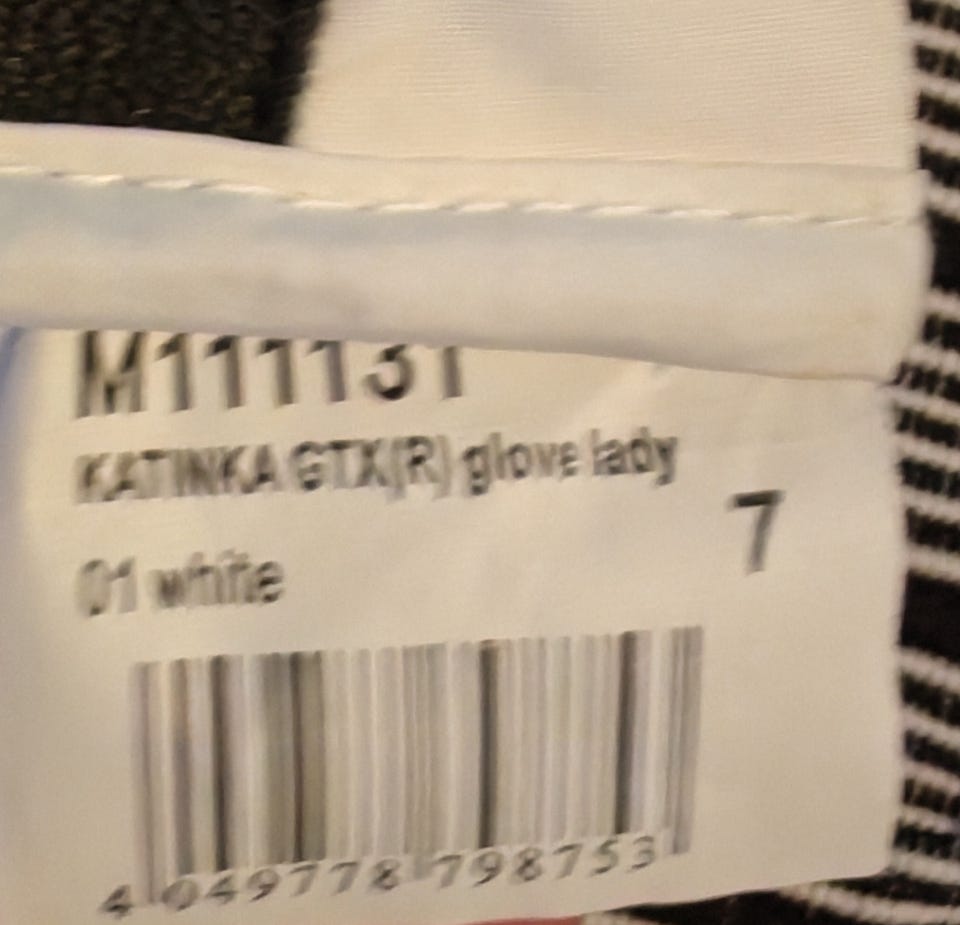 M111131
KATINKA GTX(R) glove lady
7
01 white
4 049778 798753